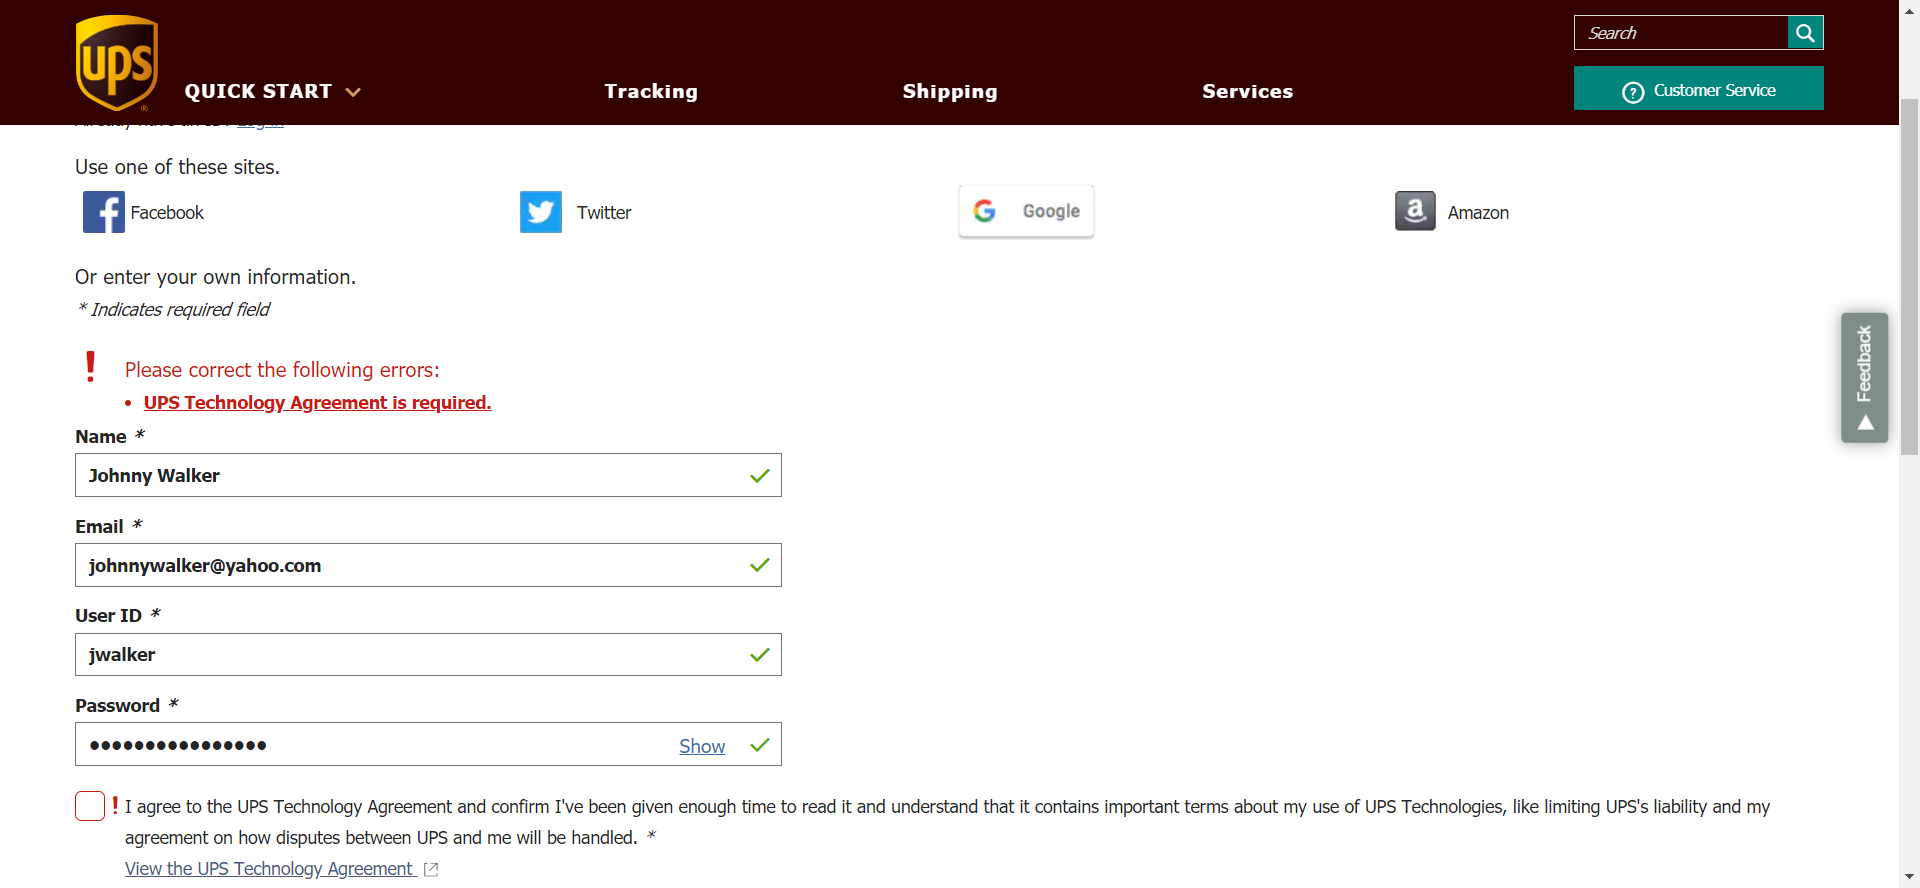 ups
Search
QUICK START
Tracking
Shipping
Services
Customer Service
Use one of these sites.
Facebook
Twitter
Google
Amazon
Or enter your own information.
* Indicates required field
Feedback
! Please correct the following errors:
• UPS Technology Agreement is required.
Name *
Johnny Walker
Email *
johnnywalker@yahoo.com
User ID *
jwalker
Password *
•••••••••••••••• Show
! I agree to the UPS Technology Agreement and confirm I've been given enough time to read it and understand that it contains important terms about my use of UPS Technologies, like limiting UPS's liability and my
agreement on how disputes between UPS and me will be handled. *
View the UPS Technology Agreement